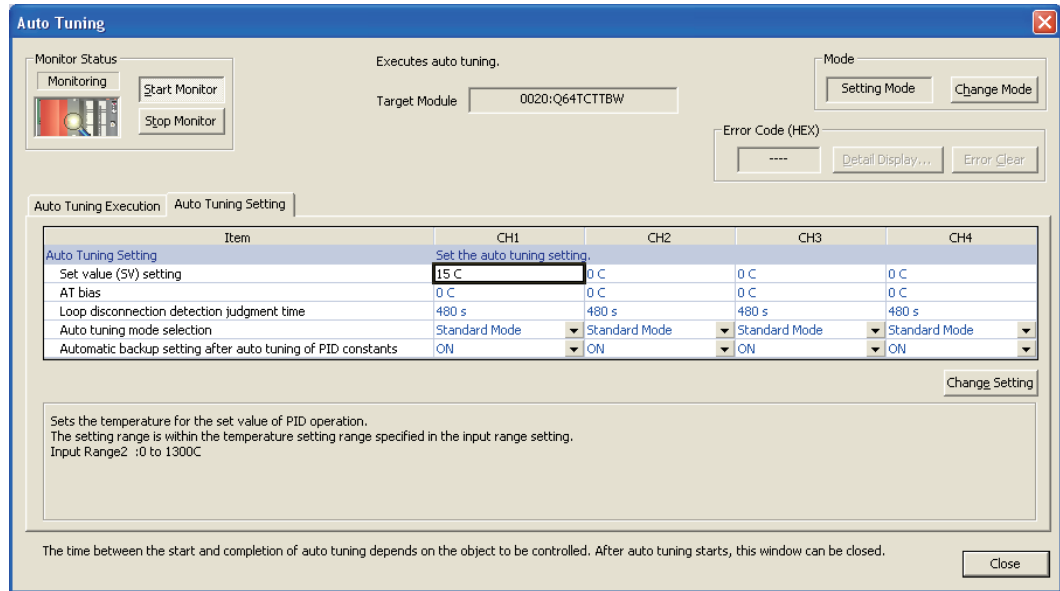 Auto Tuning
Monitor Status
Monitoring
Start Monitor
Stop Monitor
Executes auto tuning.
Target Module 0020:Q64TCTTBW
Mode
Setting Mode Change Mode
Error Code (HEX)
---- Detail Display... Error Clear
Auto Tuning Execution Auto Tuning Setting
Item CH1 CH2 CH3 CH4
Auto Tuning Setting Set the auto tuning setting.
Set value (SV) setting 15 C 0 C 0 C 0 C
AT bias 0 C 0 C 0 C 0 C
Loop disconnection detection judgment time 480 s 480 s 480 s 480 s
Auto tuning mode selection Standard Mode Standard Mode Standard Mode Standard Mode
Automatic backup setting after auto tuning of PID constants ON ON ON ON
Change Setting
Sets the temperature for the set value of PID operation.
The setting range is within the temperature setting range specified in the input range setting.
Input Range2 :0 to 1300C
The time between the start and completion of auto tuning depends on the object to be controlled. After auto tuning starts, this window can be closed.
Close